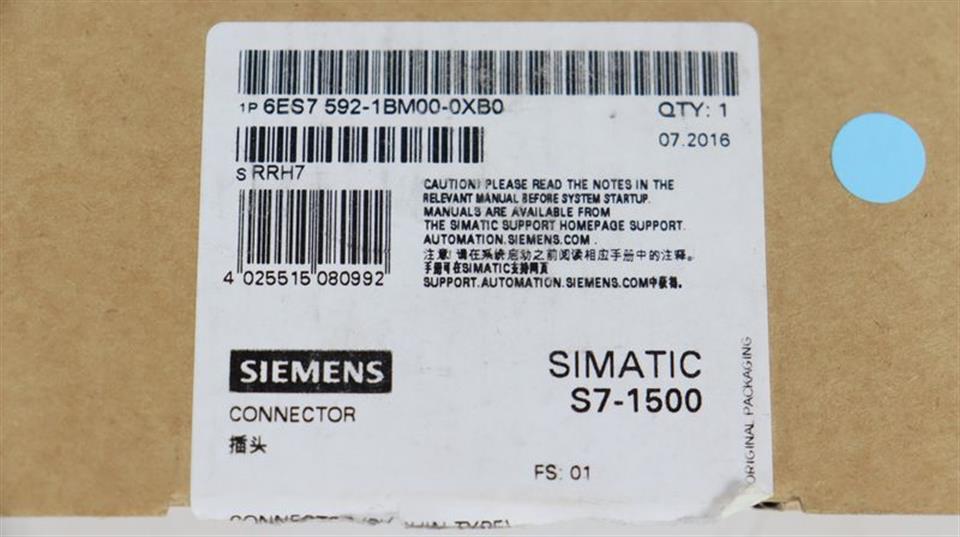 1P 6ES7 592-1BM00-0XB0
QTY: 1
07.2016
S RRH7
CAUTION! PLEASE READ THE NOTES IN THE
RELEVANT MANUAL BEFORE SYSTEM STARTUP.
MANUALS ARE AVAILABLE FROM
THE SIMATIC SUPPORT HOMEPAGE SUPPORT.
AUTOMATION.SIEMENS.COM .
注意! 请在系统启动之前阅读相应手册中的注释。
手册可在SIMATIC支持网页
SUPPORT.AUTOMATION.SIEMENS.COM中获得。
4 025515 080992
SIEMENS
SIMATIC
S7-1500
CONNECTOR
插头
FS: 01
ORIGINAL PACKAGING
CONNECTOR TYPE)